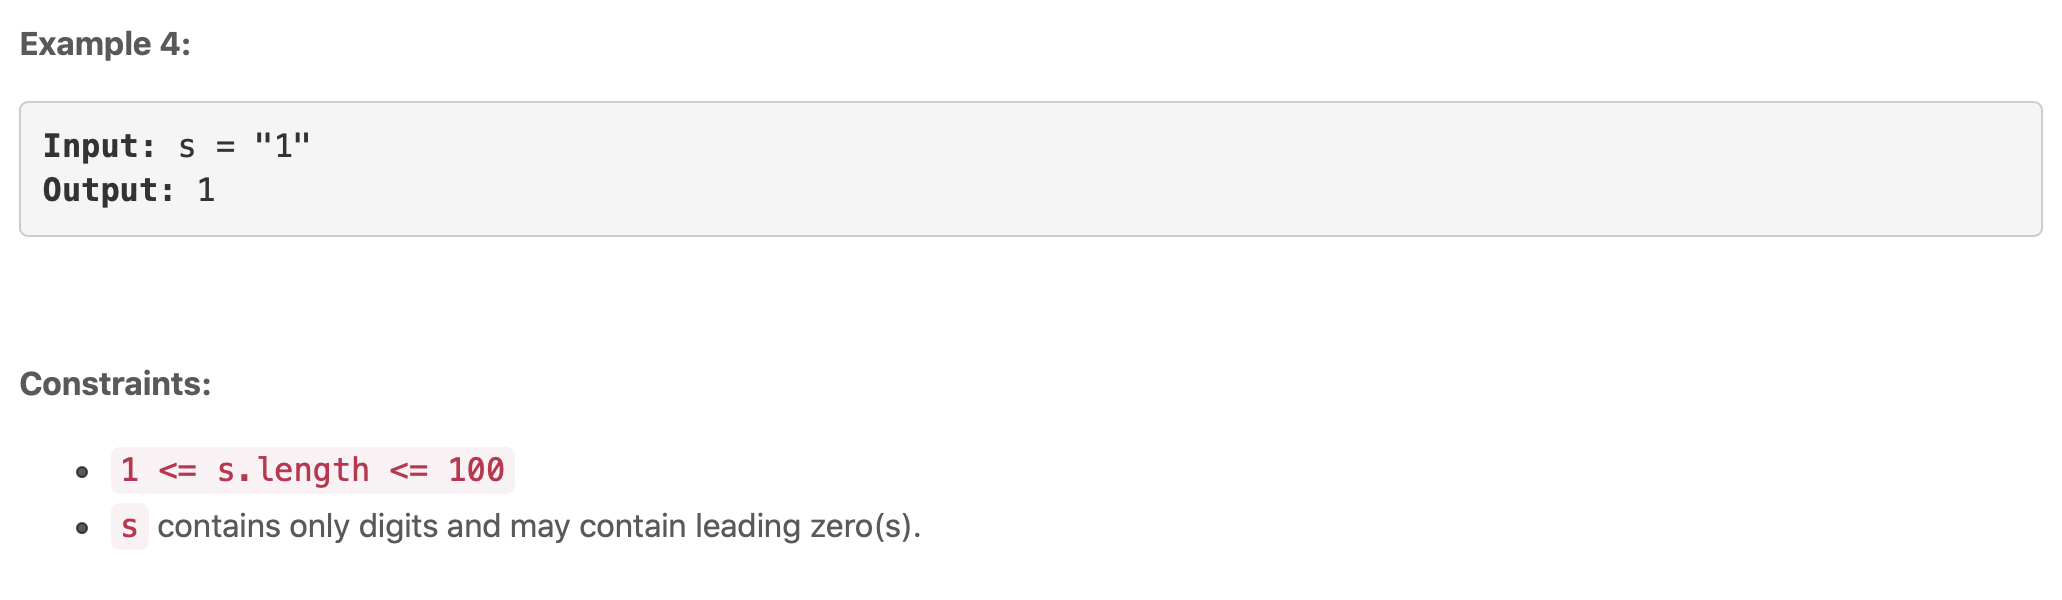 Example 4:
Input: s = "1"
Output: 1
Constraints:
1 <= s.length <= 100
s contains only digits and may contain leading zero(s).